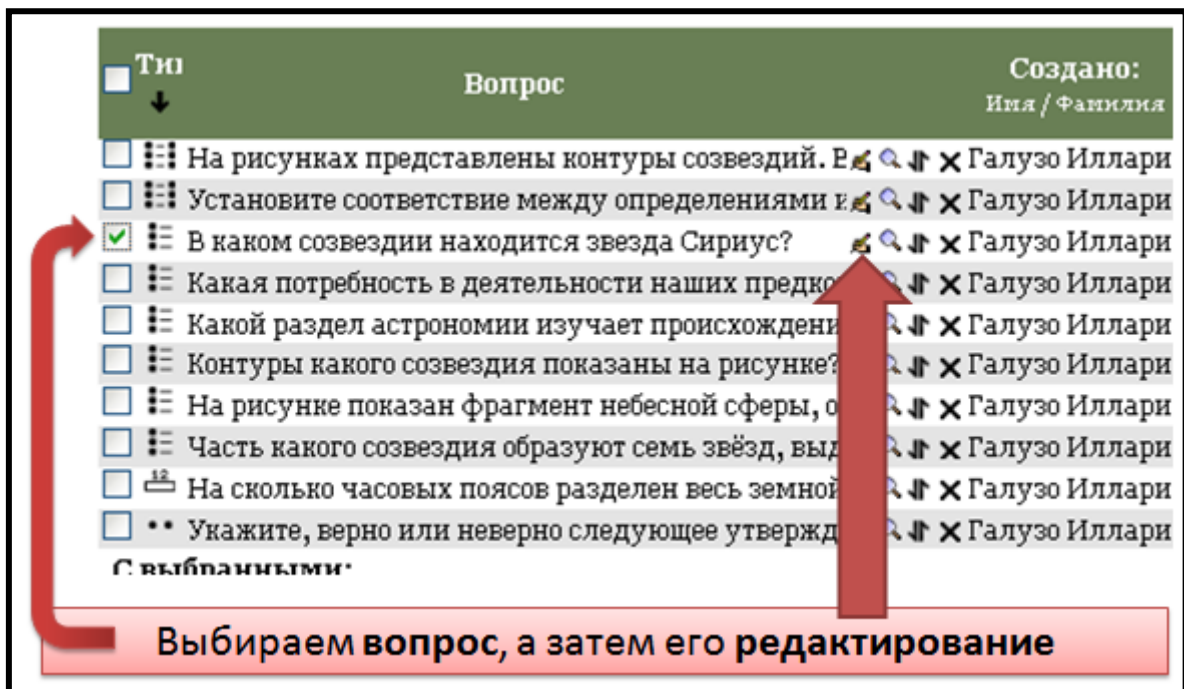 Тип
Вопрос
Создано:
Имя / Фамилия
На рисунках представлены контуры созвездий. В Галузо Иллари
Установите соответствие между определениями и Галузо Иллари
В каком созвездии находится звезда Сириус? Галузо Иллари
Какая потребность в деятельности наших предко Галузо Иллари
Какой раздел астрономии изучает происхождени Галузо Иллари
Контуры какого созвездия показаны на рисунке? Галузо Иллари
На рисунке показан фрагмент небесной сферы, о Галузо Иллари
Часть какого созвездия образуют семь звёзд, выд Галузо Иллари
12 На сколько часовых поясов разделен весь земной Галузо Иллари
Укажите, верно или неверно следующее утвержд Галузо Иллари
С выбранными:
Выбираем вопрос, а затем его редактирование